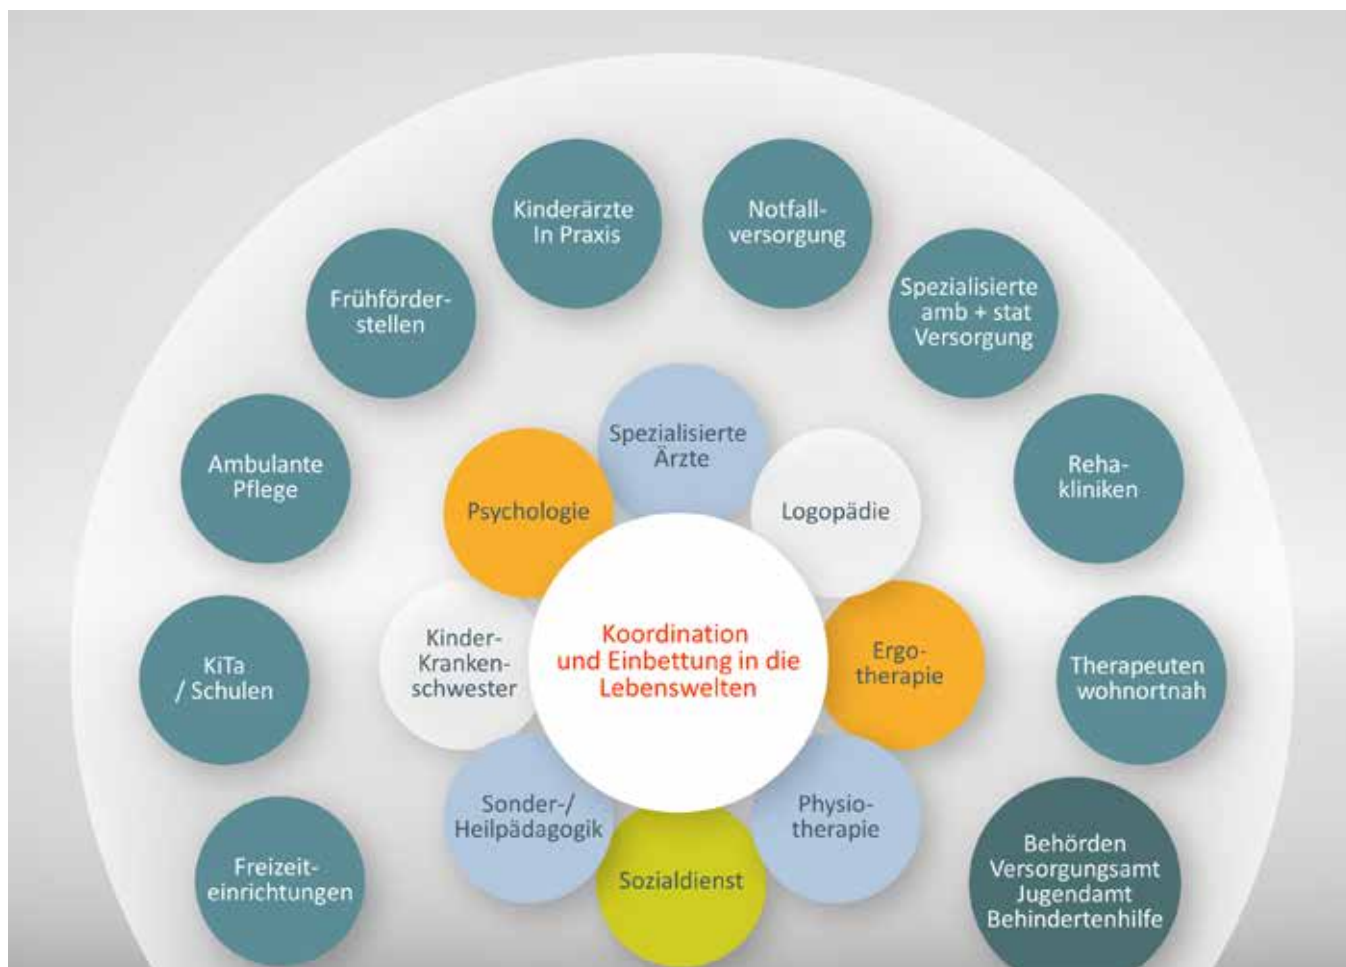 Kinderärzte
In Praxis
Notfall-
versorgung
Frühförder-
stellen
Spezialisierte
amb + stat
Versorgung
Ambulante
Pflege
Spezialisierte
Ärzte
Reha-
kliniken
Psychologie
Logopädie
KiTa
/ Schulen
Kinder-
Kranken-
schwester
Koordination
und Einbettung in die
Lebenswelten
Ergo-
therapie
Therapeuten
wohnortnah
Sonder-/
Heilpädagogik
Physio-
therapie
Freizeit-
einrichtungen
Sozialdienst
Behörden
Versorgungsamt
Jugendamt
Behindertenhilfe